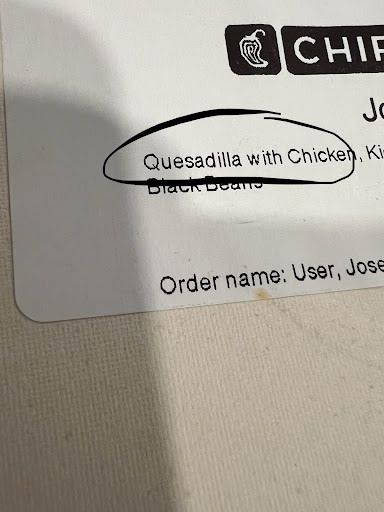 CHIP
Jo
Quesadilla with Chicken, Ki
Black Beans
Order name: User, Jose